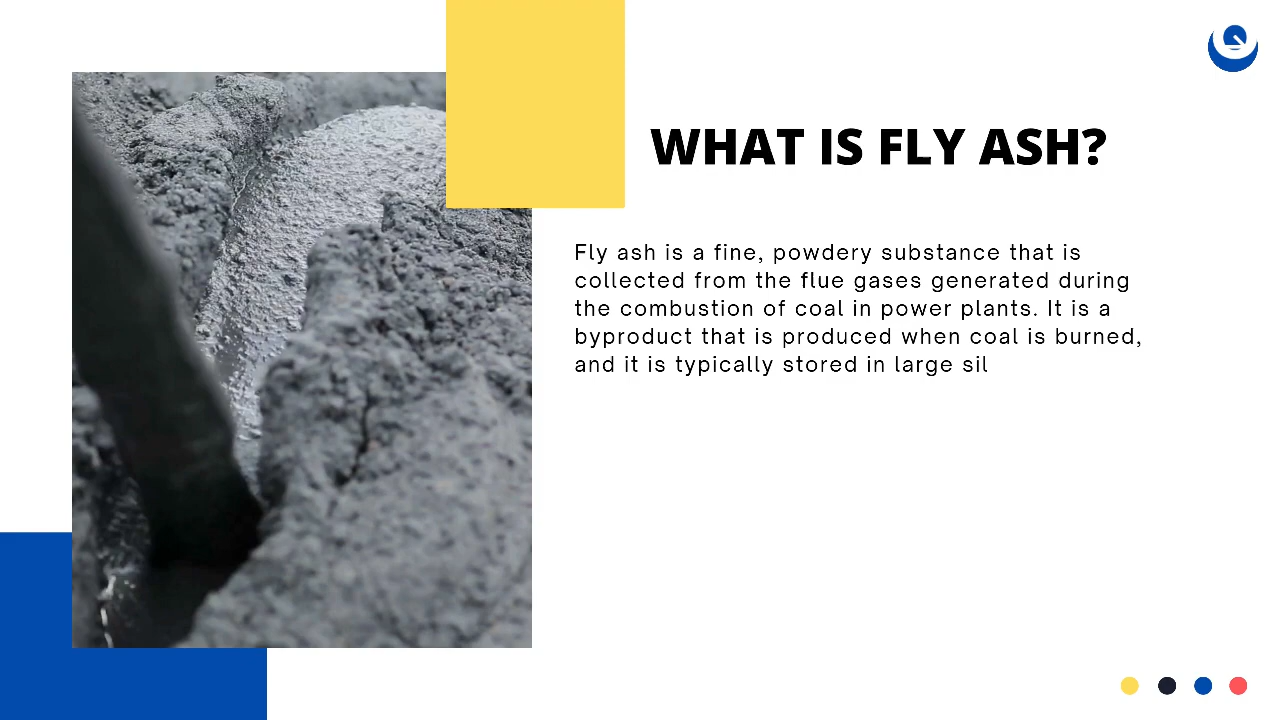 WHAT IS FLY ASH?
Fly ash is a fine, powdery substance that is
collected from the flue gases generated during
the combustion of coal in power plants. It is a
byproduct that is produced when coal is burned,
and it is typically stored in large sil